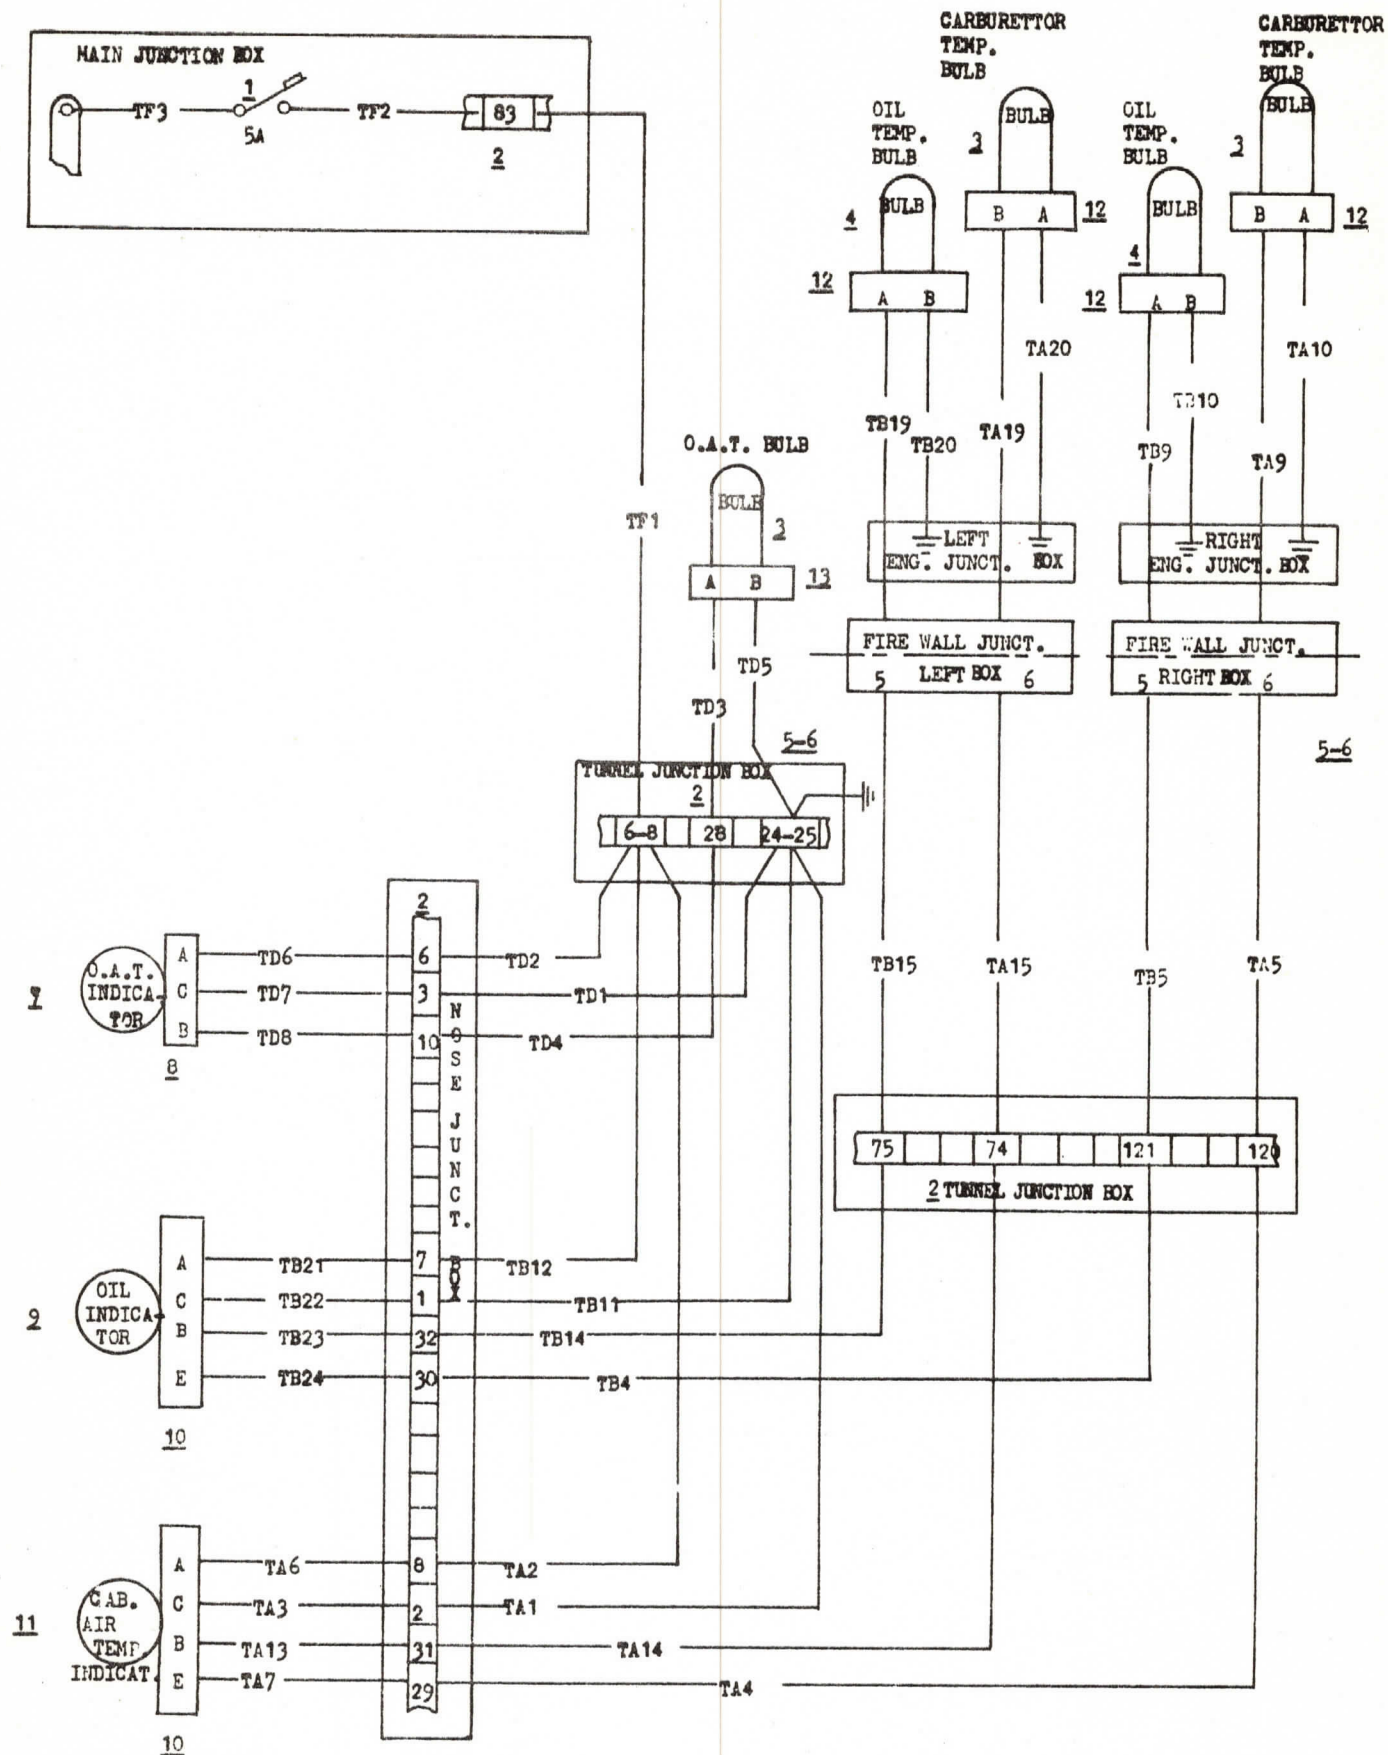 MAIN JUNCTION BOX
1
TF3
5A
TF2
83
2
CARBURETTOR
TEMP.
BULB
BULB
3
B A
12
OIL
TEMP.
BULB
BULB
4
12
A B
CARBURETTOR
TEMP.
BULB
BULB
3
B A
12
OIL
TEMP.
BULB
BULB
4
12
A B
TA20
TA10
TB19
TB20
TA19
TB10
TB9
TA9
O.A.T. BULB
BULB
3
A B
13
TF1
LEFT
ENG. JUNCT. BOX
RIGHT
ENG. JUNCT. BOX
FIRE WALL JUNCT.
5 LEFT BOX 6
FIRE WALL JUNCT.
5 RIGHT BOX 6
TD5
TD3
5-6
5-6
TUNNEL JUNCTION BOX
2
6-8 28 24-25
2
O.A.T.
INDICA-
TOR
8
A TD6 6 TD2
C TD7 3 TD1
B TD8 10 TD4
NOSE JUNCT. BOX
TB15 TA15 TB5 TA5
75 74 121 120
2 TUNNEL JUNCTION BOX
9
OIL
INDICA-
TOR
10
A TB21 7 TB12
C TB22 1 TB11
B TB23 32 TB14
E TB24 30 TB4
11
CAB.
AIR
TEMP.
INDICAT.
10
A TA6 8 TA2
C TA3 2 TA1
B TA13 31 TA14
E TA7 29 TA4